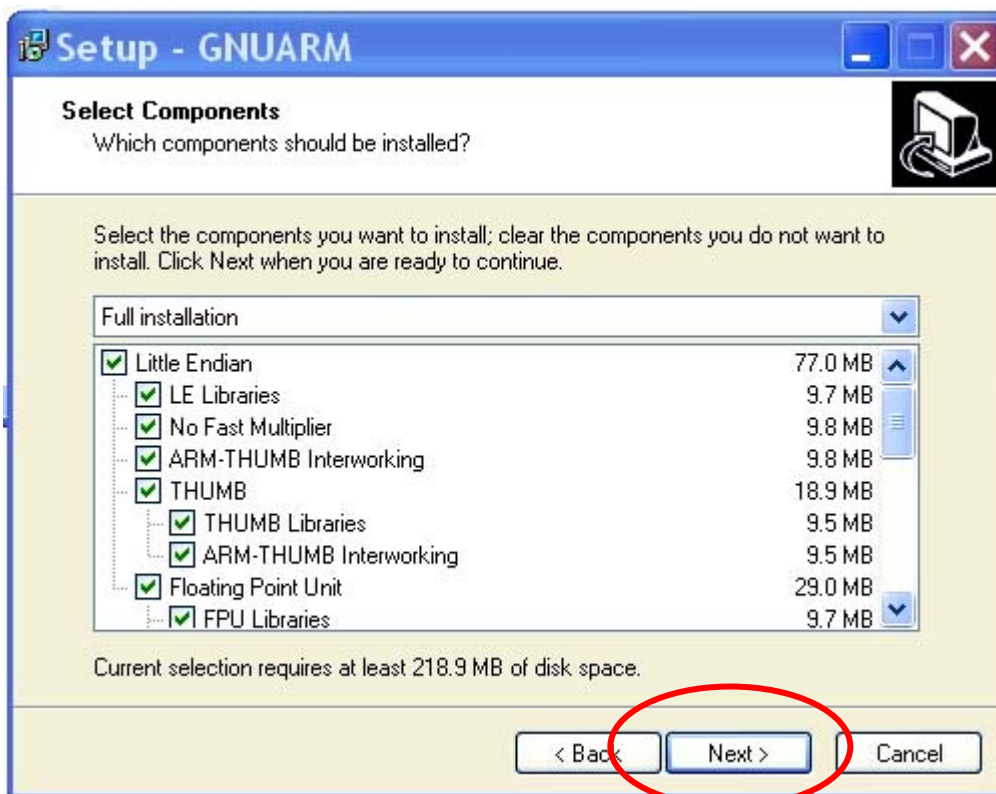 Setup - GNUARM
Select Components
Which components should be installed?
Select the components you want to install; clear the components you do not want to
install. Click Next when you are ready to continue.
Full installation
Little Endian 77.0 MB
LE Libraries 9.7 MB
No Fast Multiplier 9.8 MB
ARM-THUMB Interworking 9.8 MB
THUMB 18.9 MB
THUMB Libraries 9.5 MB
ARM-THUMB Interworking 9.5 MB
Floating Point Unit 29.0 MB
FPU Libraries 9.7 MB
Current selection requires at least 218.9 MB of disk space.
< Back Next > Cancel